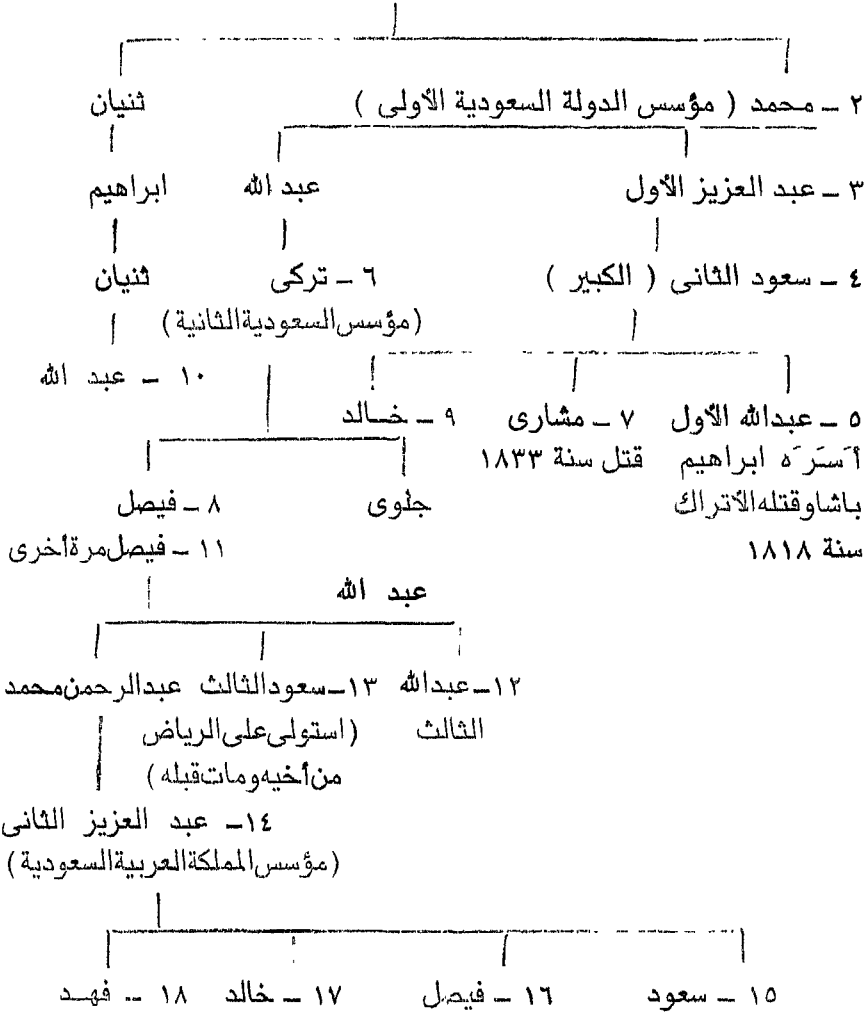 ٢ – محمد ( مؤسس الدولة السعودية الأولى ) ثنيان
٣ – عبد العزيز الأول عبد الله ابراهيم
٤ – سعود الثانى ( الكبير ) ٦ – تركى ثنيان
(مؤسس السعودية الثانية)
١٠ – عبد الله
٥ – عبدالله الأول ٧ – مشارى ٩ – خالد
أَسَرَه ابراهيم قتل سنة ١٨٣٣
باشا وقتله الأتراك جلوى ٨ – فيصل
سنة ١٨١٨ ١١ – فيصل مرة أخرى
عبد الله
١٢–عبدالله ١٣–سعود الثالث عبدالرحمن محمد
الثالث (استولى على الرياض
من أخيه ومات قبله)
١٤– عبد العزيز الثانى
(مؤسس المملكة العربية السعودية)
١٥ – سعود ١٦ – فيصل ١٧ – خالد ١٨ – فهد